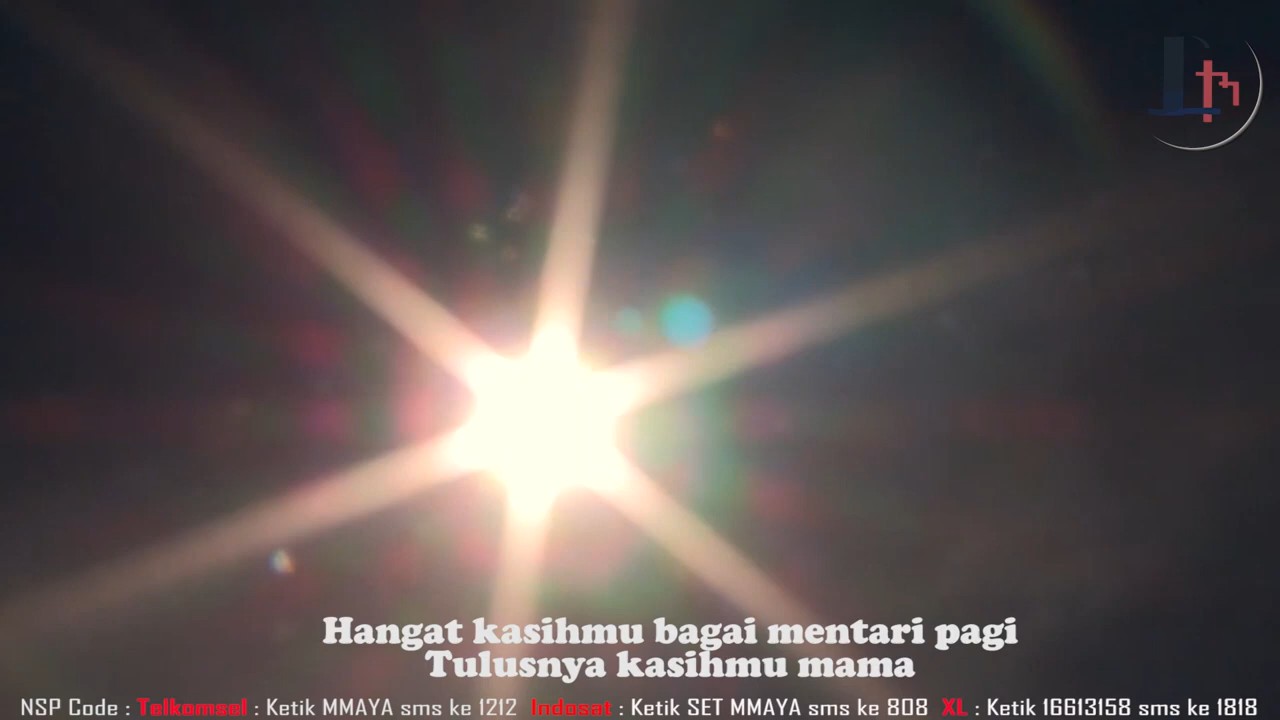 Hangat kasihmu bagai mentari pagi
Tulusnya kasihmu mama
NSP Code : Telkomsel : Ketik MMAYA sms ke 1212 Indosat : Ketik SET MMAYA sms ke 808 XL : Ketik 16613158 sms ke 1818